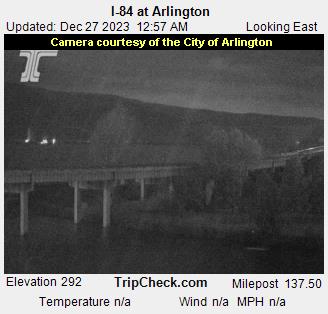 I-84 at Arlington
Updated: Dec 27 2023 12:57 AM Looking East
Camera courtesy of the City of Arlington
Elevation 292 TripCheck.com Milepost 137.50
Temperature n/a Wind n/a MPH n/a